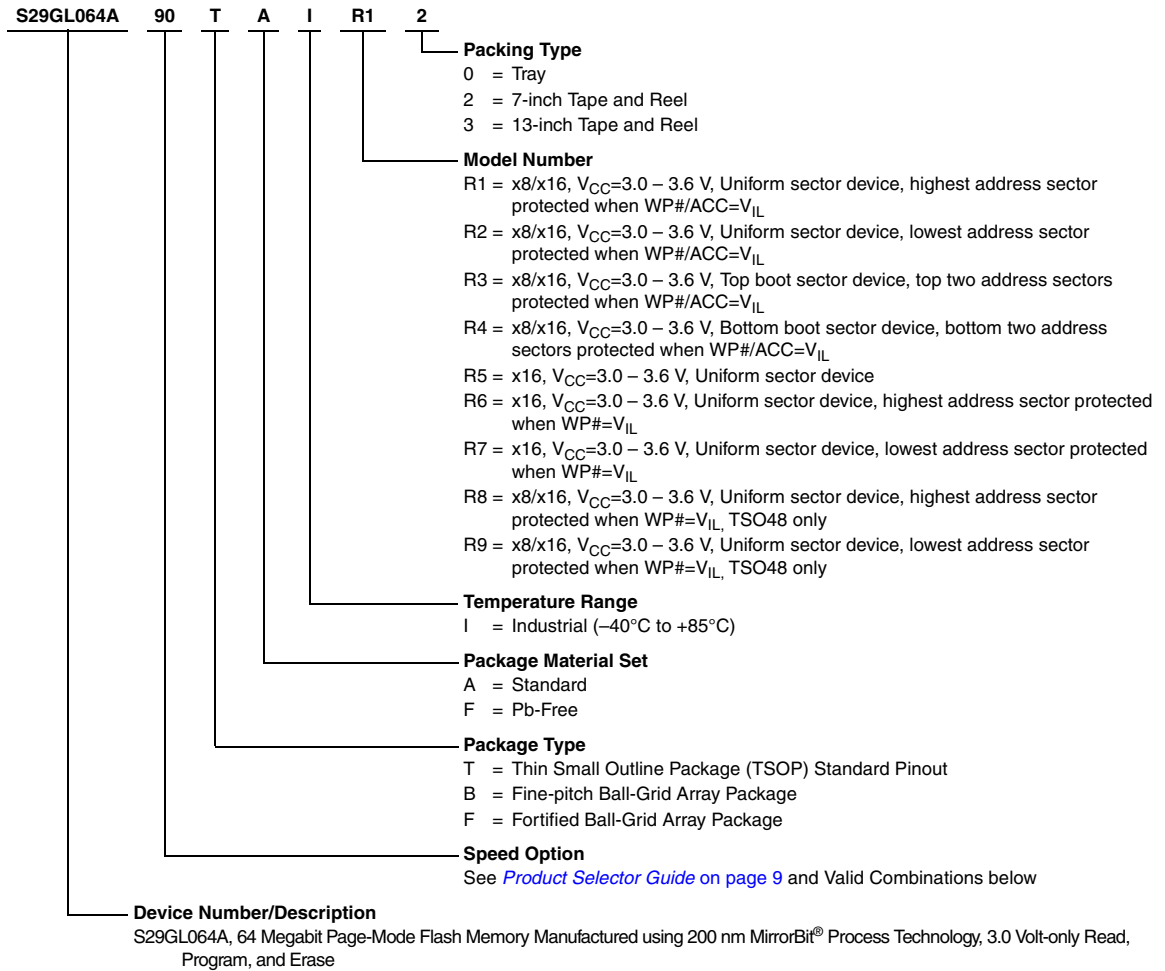 S29GL064A 90 T A I R1 2
Packing Type
0 = Tray
2 = 7-inch Tape and Reel
3 = 13-inch Tape and Reel
Model Number
R1 = x8/x16, VCC=3.0 – 3.6 V, Uniform sector device, highest address sector
protected when WP#/ACC=VIL
R2 = x8/x16, VCC=3.0 – 3.6 V, Uniform sector device, lowest address sector
protected when WP#/ACC=VIL
R3 = x8/x16, VCC=3.0 – 3.6 V, Top boot sector device, top two address sectors
protected when WP#/ACC=VIL
R4 = x8/x16, VCC=3.0 – 3.6 V, Bottom boot sector device, bottom two address
sectors protected when WP#/ACC=VIL
R5 = x16, VCC=3.0 – 3.6 V, Uniform sector device
R6 = x16, VCC=3.0 – 3.6 V, Uniform sector device, highest address sector protected
when WP#=VIL
R7 = x16, VCC=3.0 – 3.6 V, Uniform sector device, lowest address sector protected
when WP#=VIL
R8 = x8/x16, VCC=3.0 – 3.6 V, Uniform sector device, highest address sector
protected when WP#=VIL, TSO48 only
R9 = x8/x16, VCC=3.0 – 3.6 V, Uniform sector device, lowest address sector
protected when WP#=VIL, TSO48 only
Temperature Range
I = Industrial (–40°C to +85°C)
Package Material Set
A = Standard
F = Pb-Free
Package Type
T = Thin Small Outline Package (TSOP) Standard Pinout
B = Fine-pitch Ball-Grid Array Package
F = Fortified Ball-Grid Array Package
Speed Option
See Product Selector Guide on page 9 and Valid Combinations below
Device Number/Description
S29GL064A, 64 Megabit Page-Mode Flash Memory Manufactured using 200 nm MirrorBit® Process Technology, 3.0 Volt-only Read,
Program, and Erase